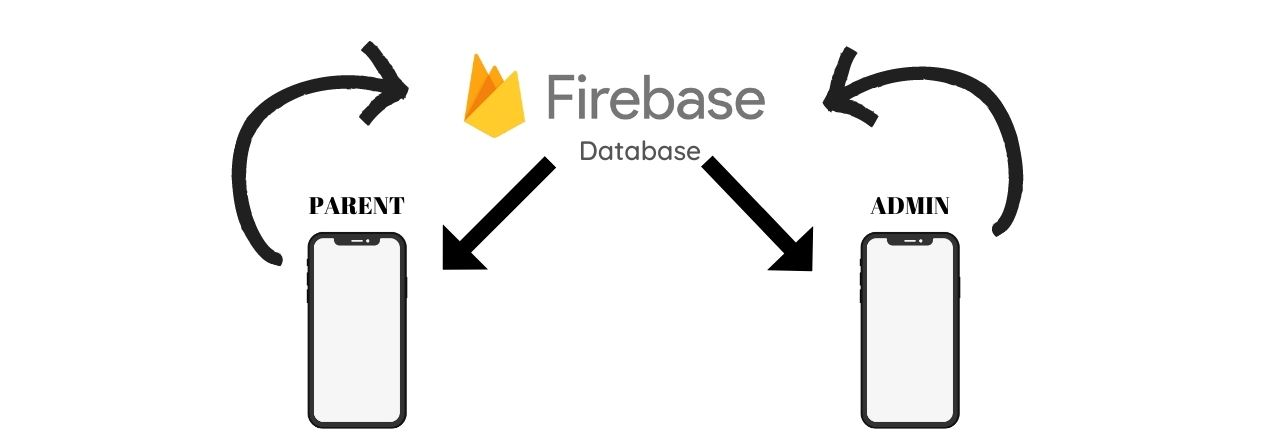 Firebase
Database
PARENT
ADMIN